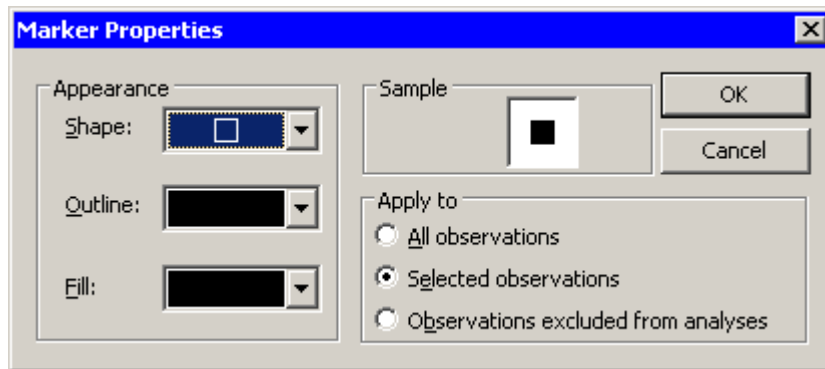 Marker Properties
Appearance
Shape:
Outline:
Fill:
Sample
OK
Cancel
Apply to
All observations
Selected observations
Observations excluded from analyses